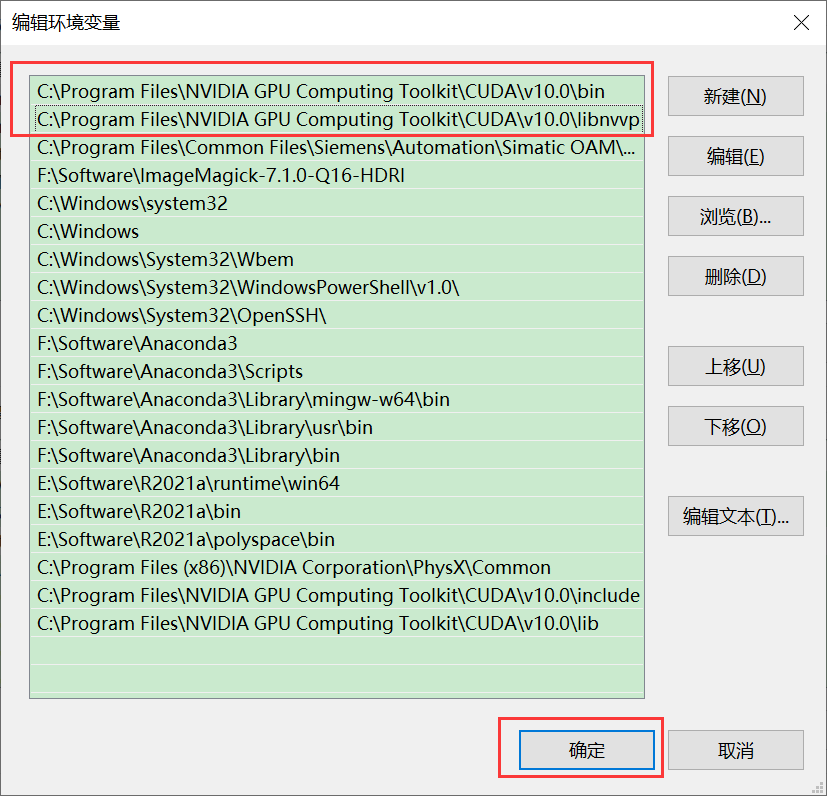 编辑环境变量
C:\Program Files\NVIDIA GPU Computing Toolkit\CUDA\v10.0\bin
C:\Program Files\NVIDIA GPU Computing Toolkit\CUDA\v10.0\libnvvp
C:\Program Files\Common Files\Siemens\Automation\Simatic OAM\...
F:\Software\ImageMagick-7.1.0-Q16-HDRI
C:\Windows\system32
C:\Windows
C:\Windows\System32\Wbem
C:\Windows\System32\WindowsPowerShell\v1.0\
C:\Windows\System32\OpenSSH\
F:\Software\Anaconda3
F:\Software\Anaconda3\Scripts
F:\Software\Anaconda3\Library\mingw-w64\bin
F:\Software\Anaconda3\Library\usr\bin
F:\Software\Anaconda3\Library\bin
E:\Software\R2021a\runtime\win64
E:\Software\R2021a\bin
E:\Software\R2021a\polyspace\bin
C:\Program Files (x86)\NVIDIA Corporation\PhysX\Common
C:\Program Files\NVIDIA GPU Computing Toolkit\CUDA\v10.0\include
C:\Program Files\NVIDIA GPU Computing Toolkit\CUDA\v10.0\lib
新建(N)
编辑(E)
浏览(B)...
删除(D)
上移(U)
下移(O)
编辑文本(T)...
确定
取消